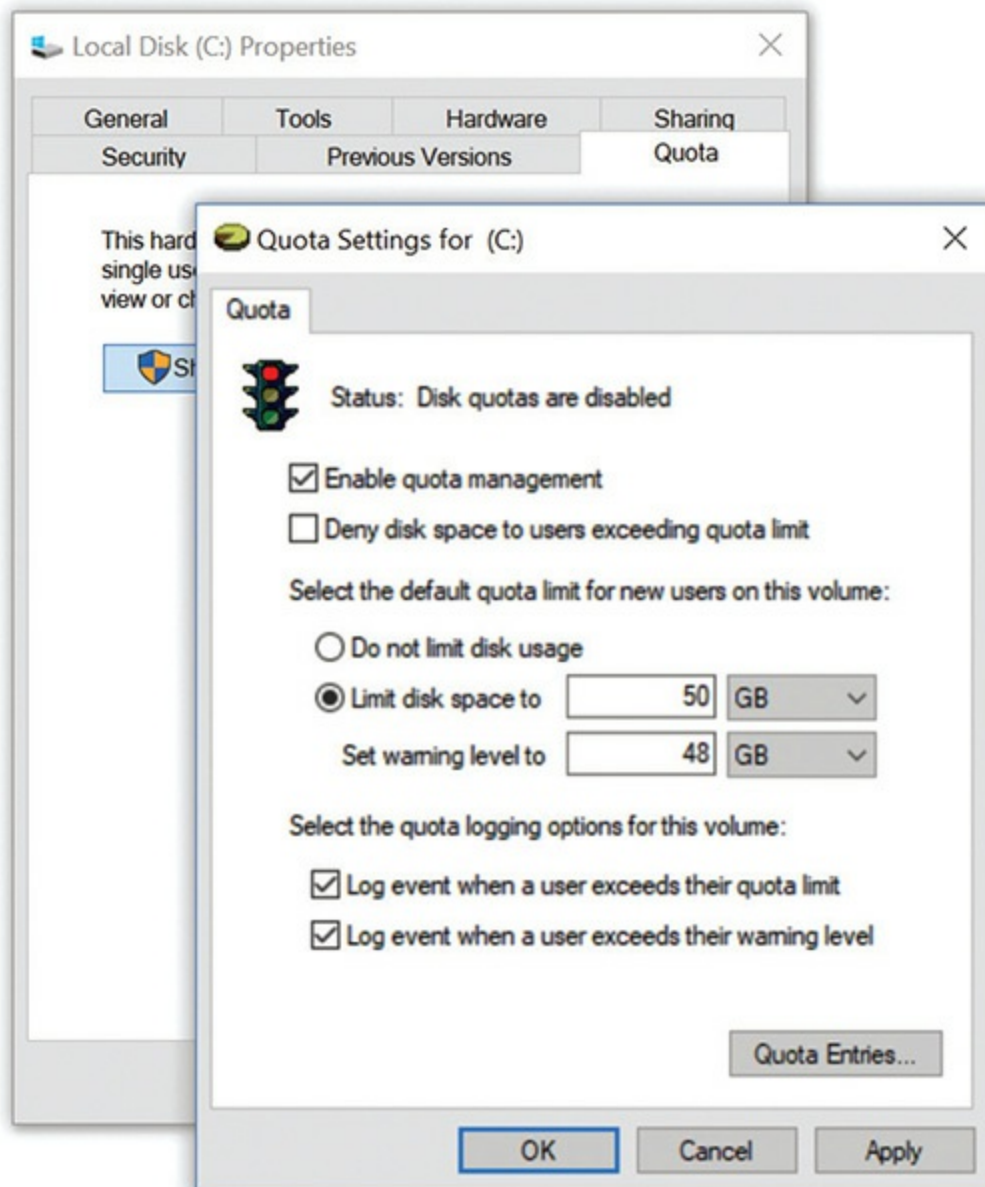 Local Disk (C:) Properties
General Tools Hardware Sharing
Security Previous Versions Quota
This hard
single
view or
Quota Settings for (C:)
Quota
Status: Disk quotas are disabled
Enable quota management
Deny disk space to users exceeding quota limit
Select the default quota limit for new users on this volume:
Do not limit disk usage
Limit disk space to 50 GB
Set warning level to 48 GB
Select the quota logging options for this volume:
Log event when a user exceeds their quota limit
Log event when a user exceeds their warning level
Quota Entries...
OK Cancel Apply